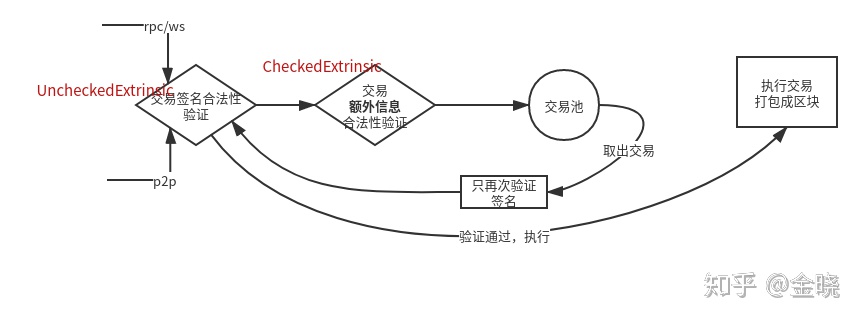 rpc/ws
CheckedExtrinsic
UncheckedExtrinsic
交易签名合法性
验证
交易
额外信息
合法性验证
交易池
执行交易
打包成区块
取出交易
p2p
只再次验证
签名
验证通过，执行
知乎 @金晓